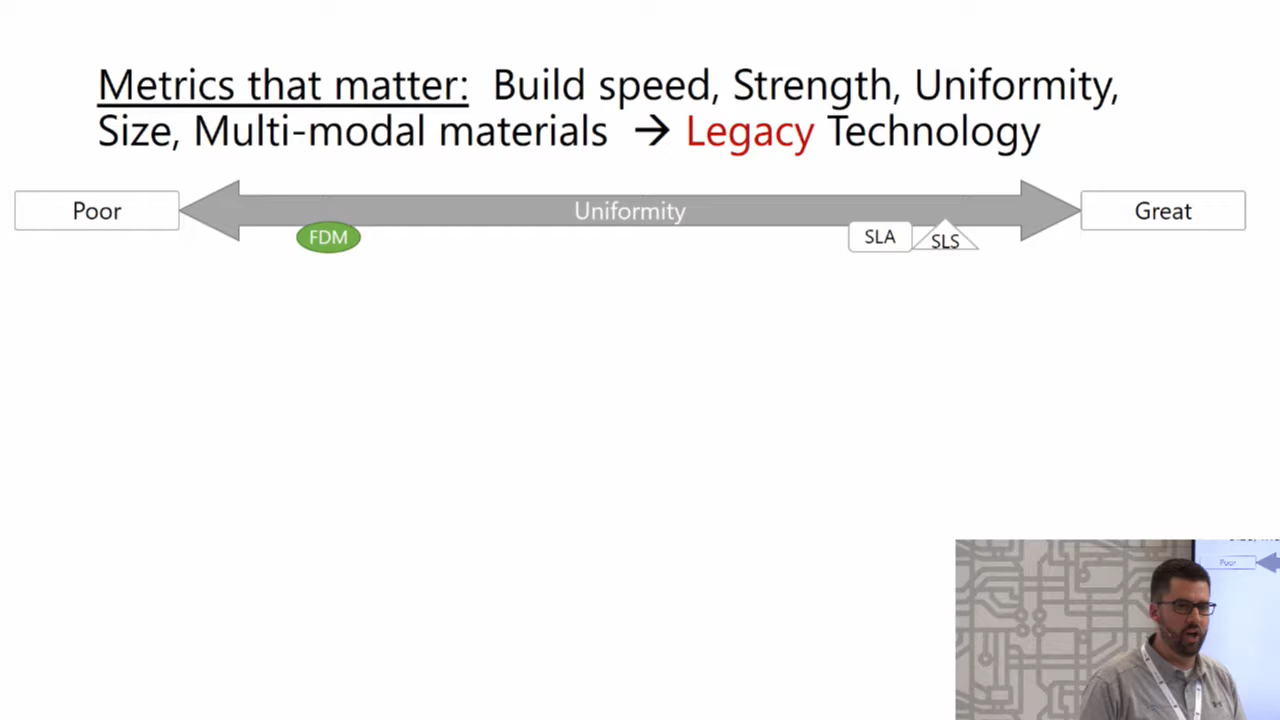 Metrics that matter: Build speed, Strength, Uniformity,
Size, Multi-modal materials → Legacy Technology
Poor
Uniformity
Great
FDM
SLA
SLS
Poor